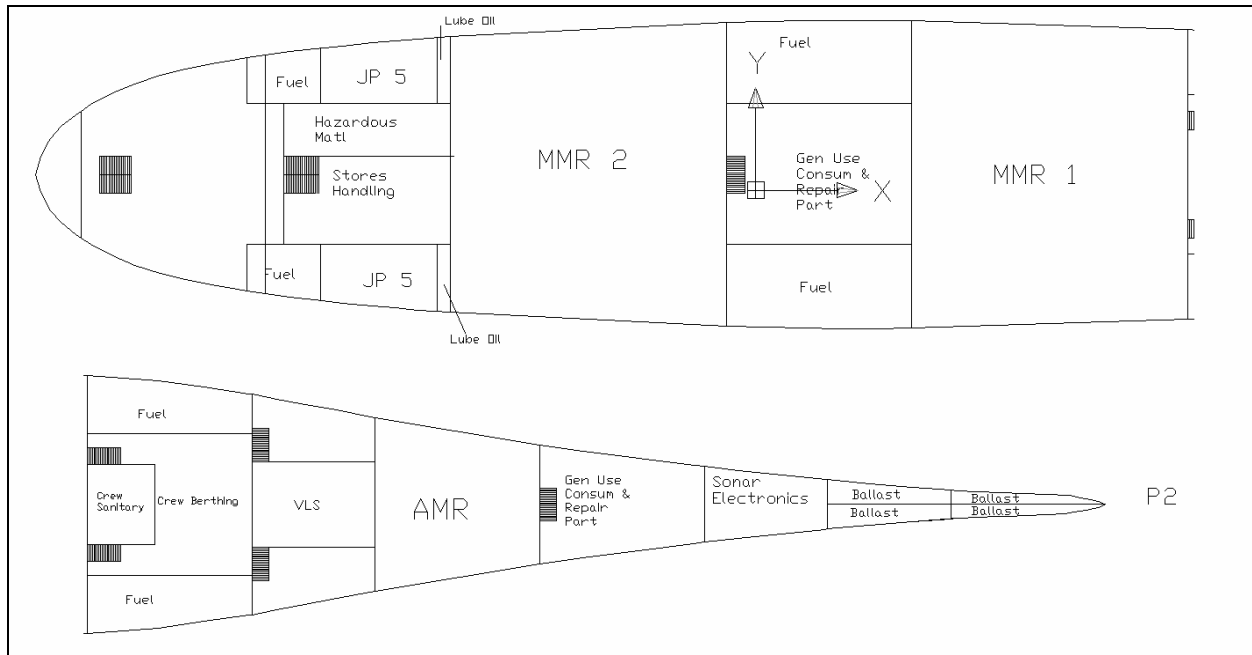 Lube Oil
Fuel
JP 5
Hazardous
Matl
Stores
Handling
Fuel
JP 5
Lube Oil
MMR 2
Fuel
Y
X
Gen Use
Consum &
Repair
Part
Fuel
MMR 1
Fuel
Crew
Sanitary
Crew Berthing
Fuel
VLS
AMR
Gen Use
Consum &
Repair
Part
Sonar
Electronics
Ballast
Ballast
Ballast
Ballast
P2